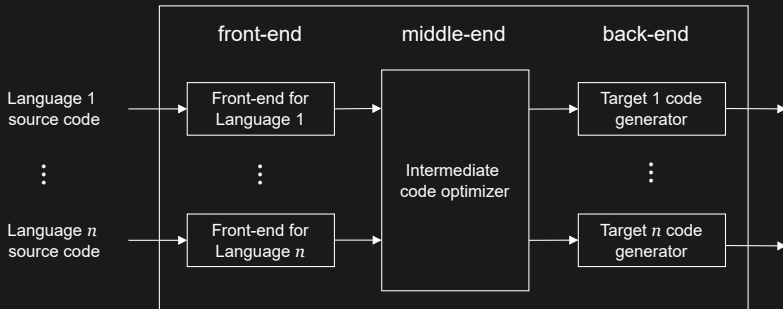 front-end
middle-end
back-end
Language 1
source code
Front-end for
Language 1
Target 1 code
generator
⋮
⋮
Intermediate
code optimizer
⋮
Language n
source code
Front-end for
Language n
Target n code
generator